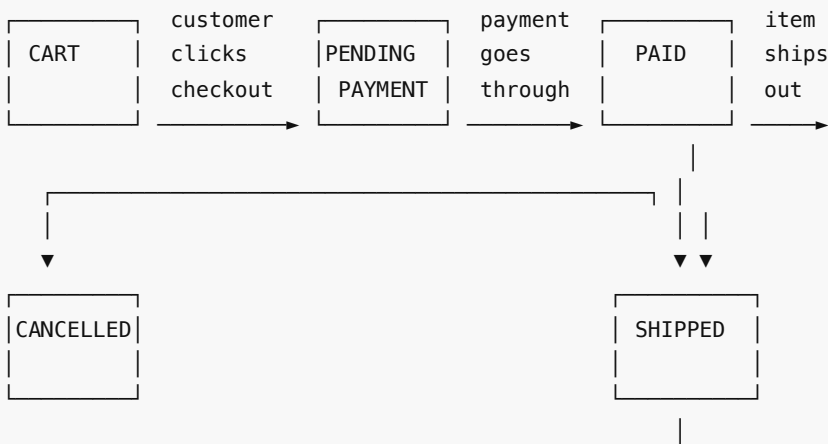 customer payment item
CART clicks PENDING goes PAID ships
checkout PAYMENT through out
CANCELLED SHIPPED